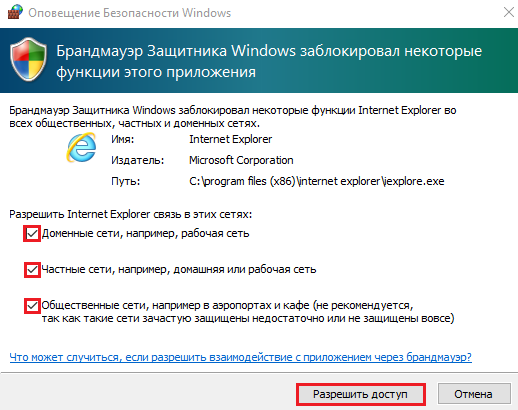 Оповещение Безопасности Windows
Брандмауэр Защитника Windows заблокировал некоторые
функции этого приложения
Брандмауэр Защитника Windows заблокировал некоторые функции Internet Explorer во
всех общественных, частных и доменных сетях.
Имя: Internet Explorer
Издатель: Microsoft Corporation
Путь: C:\program files (x86)\internet explorer\iexplore.exe
Разрешить Internet Explorer связь в этих сетях:
Доменные сети, например, рабочая сеть
Частные сети, например, домашняя или рабочая сеть
Общественные сети, например в аэропортах и кафе (не рекомендуется,
так как такие сети зачастую защищены недостаточно или не защищены вовсе)
Что может случиться, если разрешить взаимодействие с приложением через брандмауэр?
Разрешить доступ Отмена